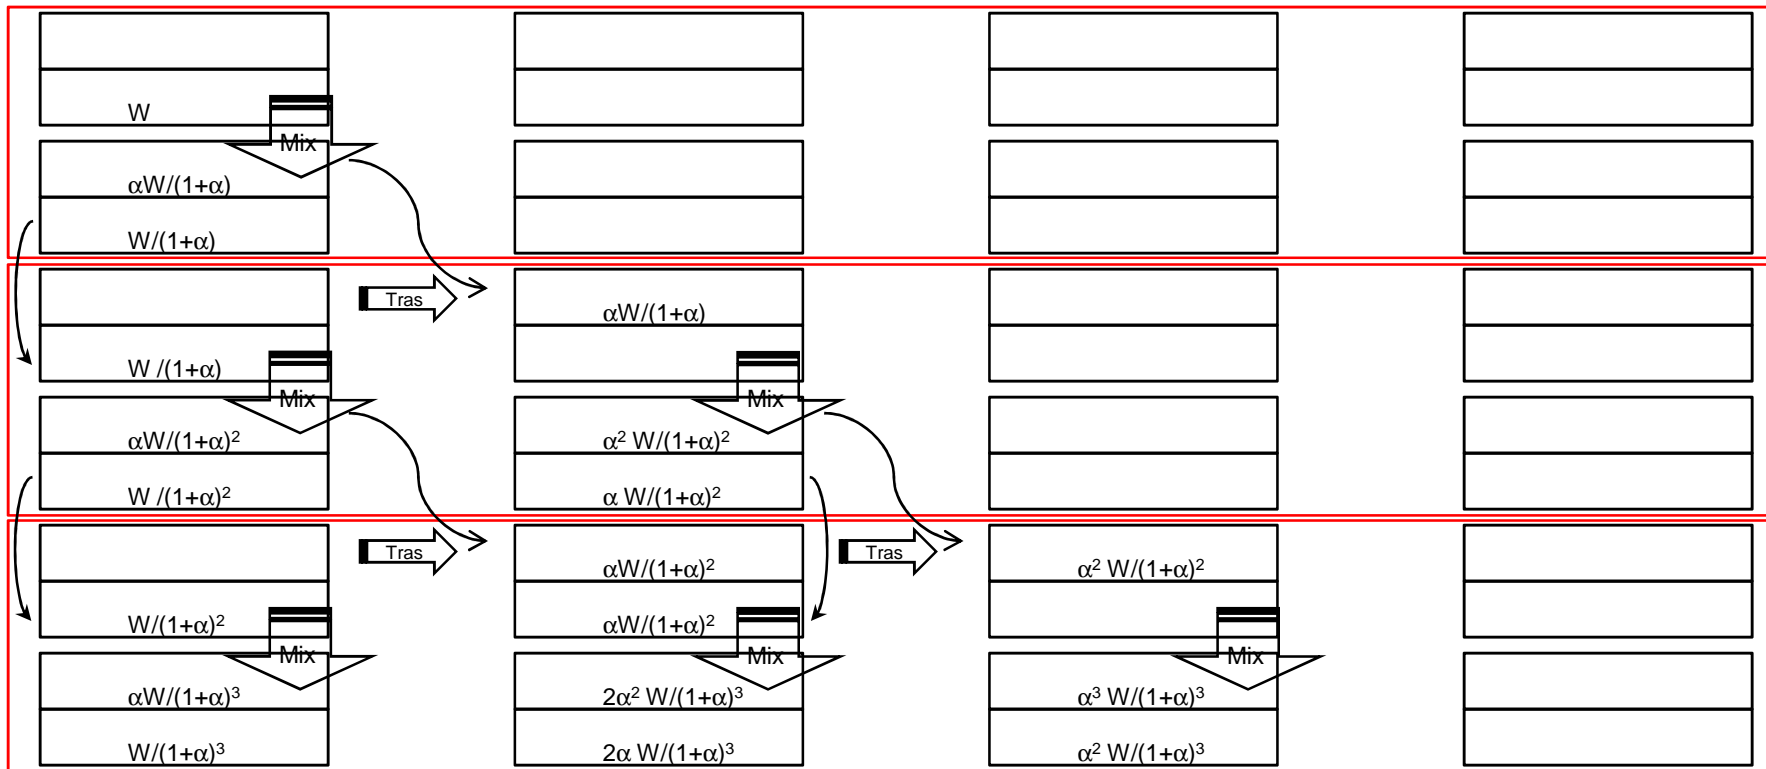 W
Mix
αW/(1+α)
W/(1+α)
Tras
αW/(1+α)
W /(1+α)
Mix
Mix
αW/(1+α)²
α² W/(1+α)²
W /(1+α)²
α W/(1+α)²
Tras
αW/(1+α)²
Tras
α² W/(1+α)²
W/(1+α)²
αW/(1+α)²
Mix
Mix
Mix
αW/(1+α)³
2α² W/(1+α)³
α³ W/(1+α)³
W/(1+α)³
2α W/(1+α)³
α² W/(1+α)³